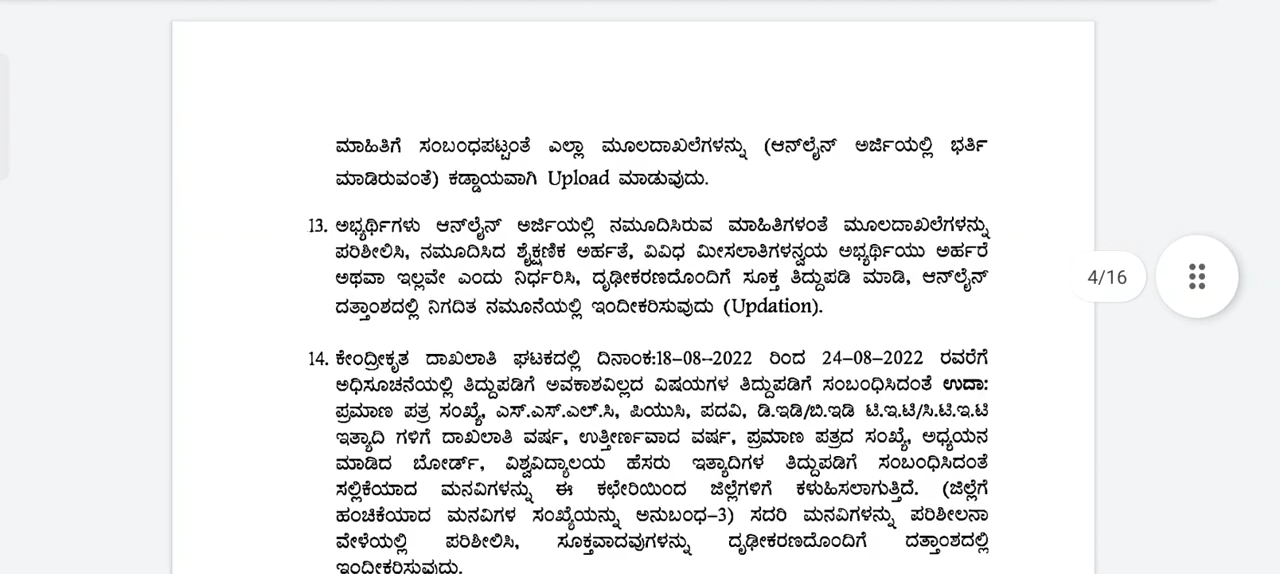 ಮಾಹಿತಿಗೆ ಸಂಬಂಧಪಟ್ಟಂತೆ ಎಲ್ಲಾ ಮೂಲದಾಖಲೆಗಳನ್ನು (ಆನ್‌ಲೈನ್ ಅರ್ಜಿಯಲ್ಲಿ ಭರ್ತಿ
ಮಾಡಿರುವಂತೆ) ಕಡ್ಡಾಯವಾಗಿ Upload ಮಾಡುವುದು.
13. ಅಭ್ಯರ್ಥಿಗಳು ಆನ್‌ಲೈನ್ ಅರ್ಜಿಯಲ್ಲಿ ನಮೂದಿಸಿರುವ ಮಾಹಿತಿಗಳಂತೆ ಮೂಲದಾಖಲೆಗಳನ್ನು
ಪರಿಶೀಲಿಸಿ, ನಮೂದಿಸಿದ ಶೈಕ್ಷಣಿಕ ಅರ್ಹತೆ, ವಿವಿಧ ಮೀಸಲಾತಿಗಳನ್ವಯ ಅಭ್ಯರ್ಥಿಯು ಅರ್ಹರೆ
ಅಥವಾ ಇಲ್ಲವೇ ಎಂದು ನಿರ್ಧರಿಸಿ, ದೃಢೀಕರಣದೊಂದಿಗೆ ಸೂಕ್ತ ತಿದ್ದುಪಡಿ ಮಾಡಿ, ಆನ್‌ಲೈನ್
ದತ್ತಾಂಶದಲ್ಲಿ ನಿಗದಿತ ನಮೂನೆಯಲ್ಲಿ ಇಂದೀಕರಿಸುವುದು (Updation).
4/16
14. ಕೇಂದ್ರೀಕೃತ ದಾಖಲಾತಿ ಘಟಕದಲ್ಲಿ ದಿನಾಂಕ:18-08-2022 ರಿಂದ 24-08-2022 ರವರೆಗೆ
ಅಧಿಸೂಚನೆಯಲ್ಲಿ ತಿದ್ದುಪಡಿಗೆ ಅವಕಾಶವಿಲ್ಲದ ವಿಷಯಗಳ ತಿದ್ದುಪಡಿಗೆ ಸಂಬಂಧಿಸಿದಂತೆ ಉದಾ:
ಪ್ರಮಾಣ ಪತ್ರ ಸಂಖ್ಯೆ, ಎಸ್.ಎಸ್.ಎಲ್.ಸಿ, ಪಿಯುಸಿ, ಪದವಿ, ಡಿ.ಇಡಿ/ಬಿ.ಇಡಿ ಟಿ.ಇ.ಟಿ/ಸಿ.ಟಿ.ಇ.ಟಿ
ಇತ್ಯಾದಿ ಗಳಿಗೆ ದಾಖಲಾತಿ ವರ್ಷ, ಉತ್ತೀರ್ಣವಾದ ವರ್ಷ, ಪ್ರಮಾಣ ಪತ್ರದ ಸಂಖ್ಯೆ, ಅಧ್ಯಯನ
ಮಾಡಿದ ಬೋರ್ಡ್, ವಿಶ್ವವಿದ್ಯಾಲಯ ಹೆಸರು ಇತ್ಯಾದಿಗಳ ತಿದ್ದುಪಡಿಗೆ ಸಂಬಂಧಿಸಿದಂತೆ
ಸಲ್ಲಿಕೆಯಾದ ಮನವಿಗಳನ್ನು ಈ ಕಛೇರಿಯಿಂದ ಜಿಲ್ಲೆಗಳಿಗೆ ಕಳುಹಿಸಲಾಗುತ್ತಿದೆ. (ಜಿಲ್ಲೆಗೆ
ಹಂಚಿಕೆಯಾದ ಮನವಿಗಳ ಸಂಖ್ಯೆಯನ್ನು ಅನುಬಂಧ-3) ಸದರಿ ಮನವಿಗಳನ್ನು ಪರಿಶೀಲನಾ
ವೇಳೆಯಲ್ಲಿ ಪರಿಶೀಲಿಸಿ, ಸೂಕ್ತವಾದವುಗಳನ್ನು ದೃಢೀಕರಣದೊಂದಿಗೆ ದತ್ತಾಂಶದಲ್ಲಿ
ಇಂದೀಕರಿಸುವುದು.